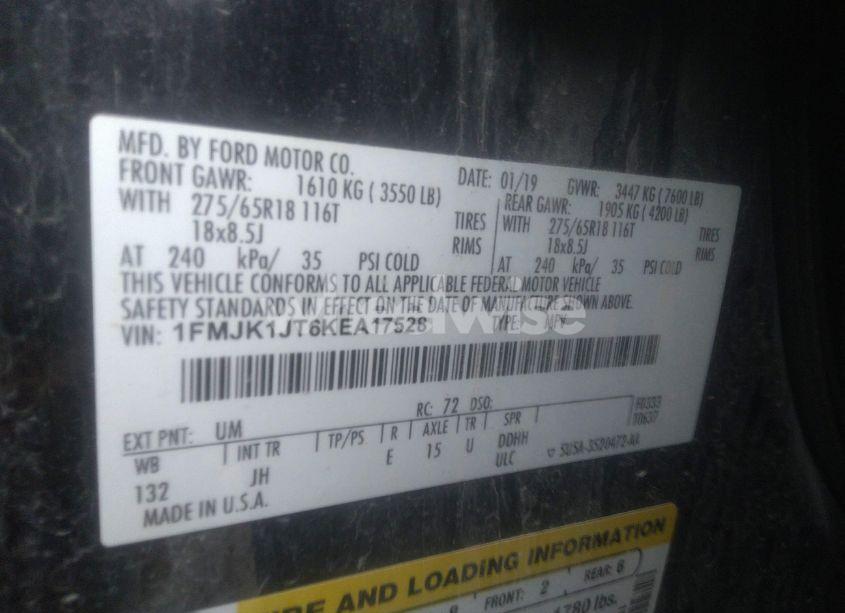 MFD. BY FORD MOTOR CO.
DATE: 01/19 GVWR: 3447 KG ( 7600 LB)
FRONT GAWR: 1610 KG ( 3550 LB)
REAR GAWR: 1905 KG ( 4200 LB)
WITH 275/65R18 116T TIRES
WITH 275/65R18 116T TIRES
18x8.5J RIMS
18x8.5J RIMS
AT 240 kPa/ 35 PSI COLD
AT 240 kPa/ 35 PSI COLD
THIS VEHICLE CONFORMS TO ALL APPLICABLE FEDERAL MOTOR VEHICLE
SAFETY STANDARDS IN EFFECT ON THE DATE OF MANUFACTURE SHOWN ABOVE.
VIN: 1FMJK1JT6KEA17528 TYPE: MPV
F0333
T0637
RC: 72 DSO:
EXT PNT: UM
WB INT TR TP/PS R AXLE TR SPR
132 JH E 15 U DDHH
ULC
MADE IN U.S.A.
AND LOADING INFORMATION
FRONT: 2 REAR: 6